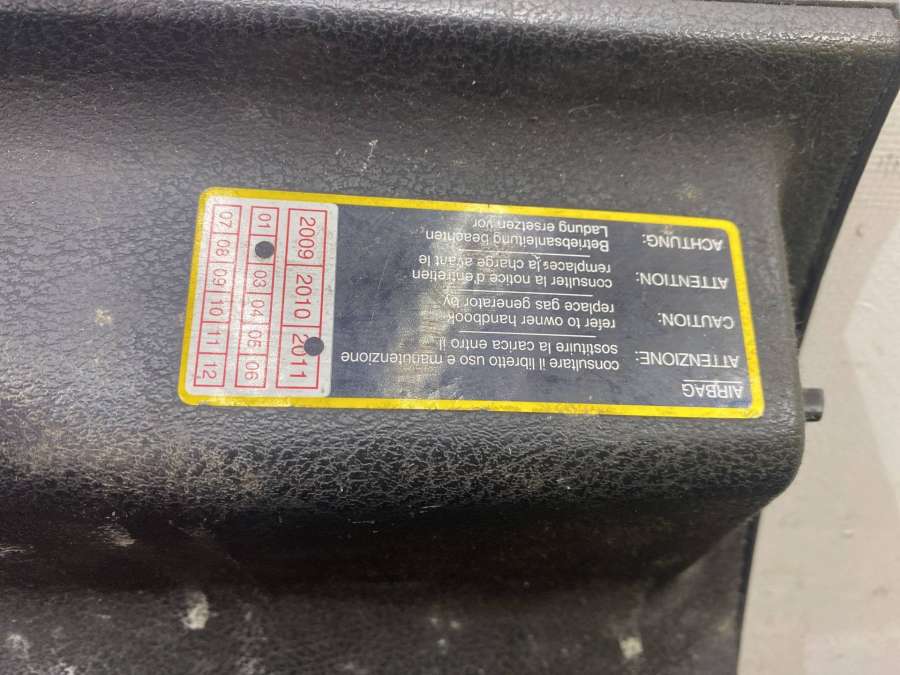 AIRBAG
ATTENZIONE: consultare il libretto uso e manutenzione
sostituire la carica entro il
CAUTION: refer to owner handbook
replace gas generator by
ATTENTION: consulter la notice d'entretien
remplacer la charge avant le
ACHTUNG: Betriebsanleitung beachten,
Ladung ersetzen vor
2009 2010 2011
01 03 04 05 06
07 08 09 10 11 12